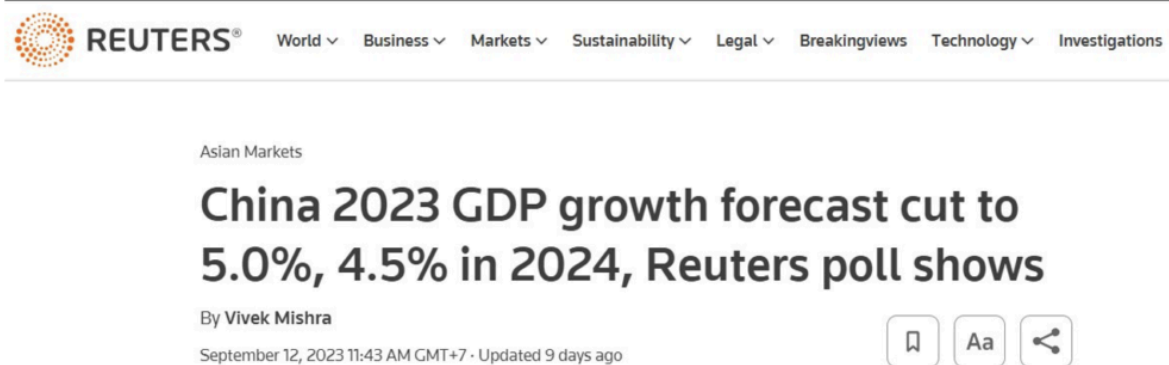 REUTERS® World Business Markets Sustainability Legal Breakingviews Technology Investigations
Asian Markets
China 2023 GDP growth forecast cut to
5.0%, 4.5% in 2024, Reuters poll shows
By Vivek Mishra
Aa
September 12, 2023 11:43 AM GMT+7 · Updated 9 days ago